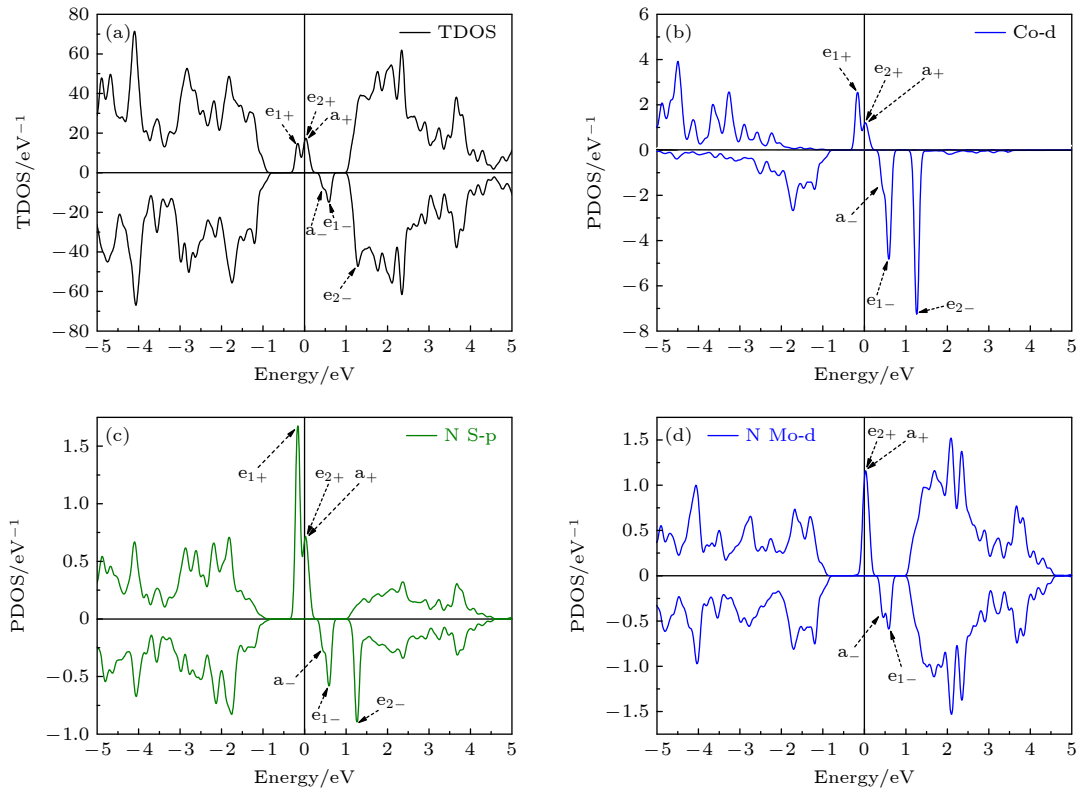 (a)
TDOS
80
60
40
20
0
−20
−40
−60
−80
TDOS/eV⁻¹
e₁₊
e₂₊
a₊
a₋
e₁₋
e₂₋
−5 −4 −3 −2 −1 0 1 2 3 4 5
Energy/eV
(b)
Co-d
4
2
0
−2
−4
−6
−8
PDOS/eV⁻¹
e₁₊
e₂₊
a₊
a₋
e₁₋
e₂₋
−5 −4 −3 −2 −1 0 1 2 3 4 5
Energy/eV
(c)
N S-p
1.5
1.0
0.5
0
−0.5
−1.0
PDOS/eV⁻¹
e₁₊
e₂₊
a₊
a₋
e₁₋
e₂₋
−5 −4 −3 −2 −1 0 1 2 3 4 5
Energy/eV
(d)
N Mo-d
1.5
1.0
0.5
0
−0.5
−1.0
−1.5
PDOS/eV⁻¹
e₂₊
a₊
a₋
e₁₋
−5 −4 −3 −2 −1 0 1 2 3 4 5
Energy/eV